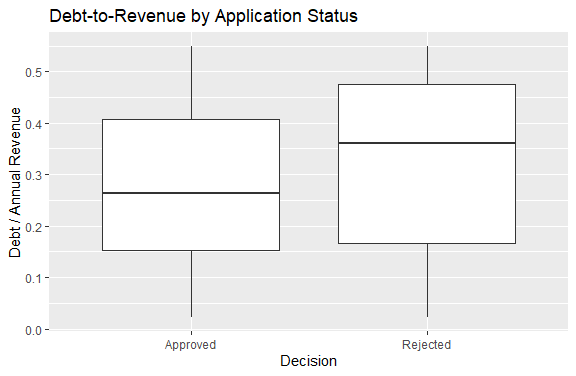 Debt-to-Revenue by Application Status
Debt / Annual Revenue
0.5
0.4
0.3
0.2
0.1
0.0
Approved
Rejected
Decision